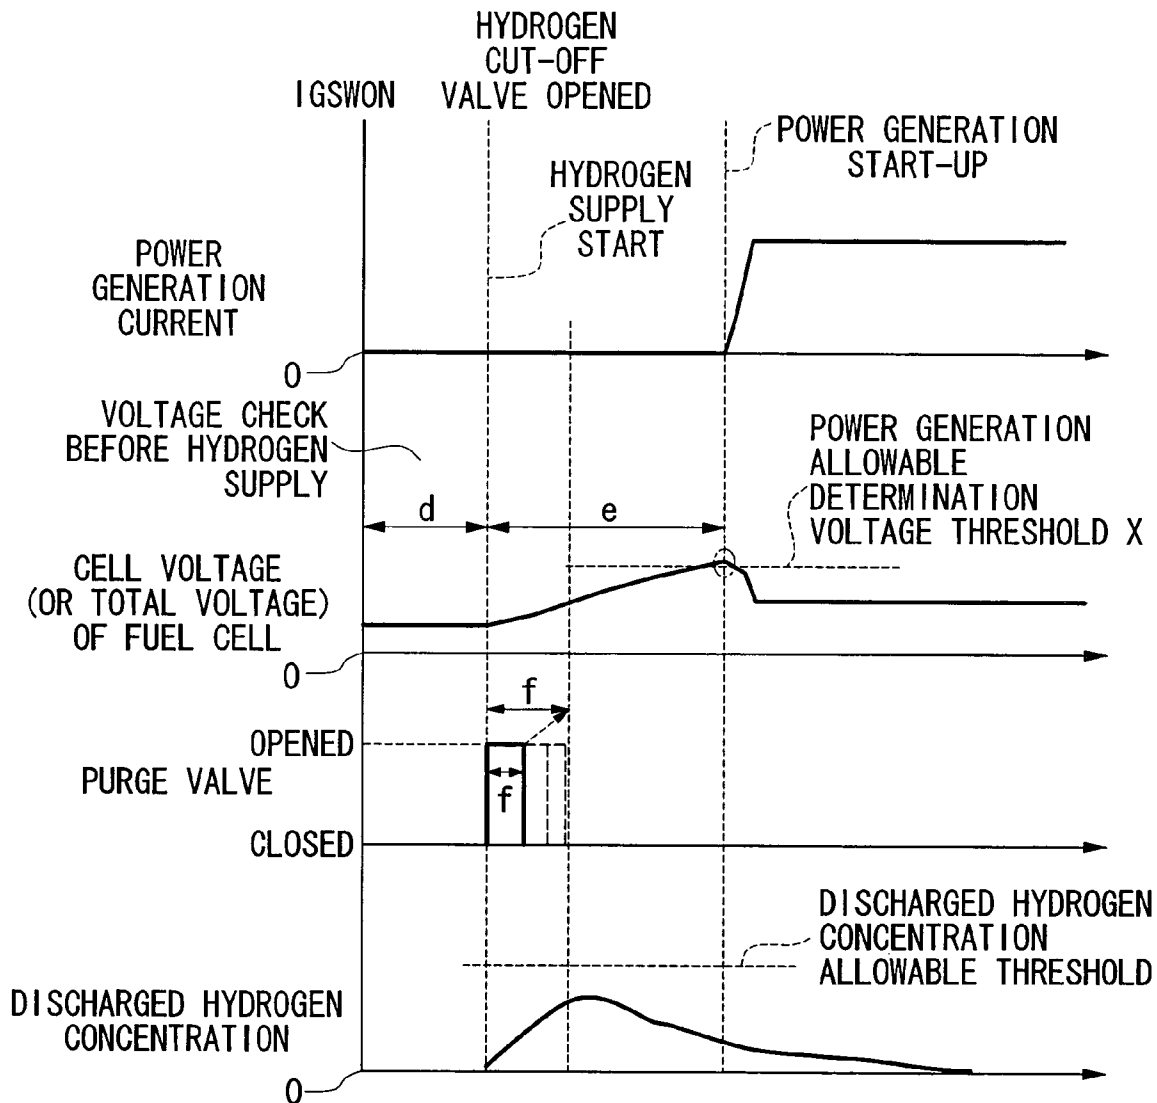 HYDROGEN
CUT-OFF
VALVE OPENED
IGSWON
POWER GENERATION
START-UP
HYDROGEN
SUPPLY
START
POWER
GENERATION
CURRENT
0
VOLTAGE CHECK
BEFORE HYDROGEN
SUPPLY
POWER GENERATION
ALLOWABLE
DETERMINATION
VOLTAGE THRESHOLD X
d
e
CELL VOLTAGE
(OR TOTAL VOLTAGE)
OF FUEL CELL
0
f
OPENED
PURGE VALVE
f
CLOSED
DISCHARGED HYDROGEN
CONCENTRATION
ALLOWABLE THRESHOLD
DISCHARGED HYDROGEN
CONCENTRATION
0